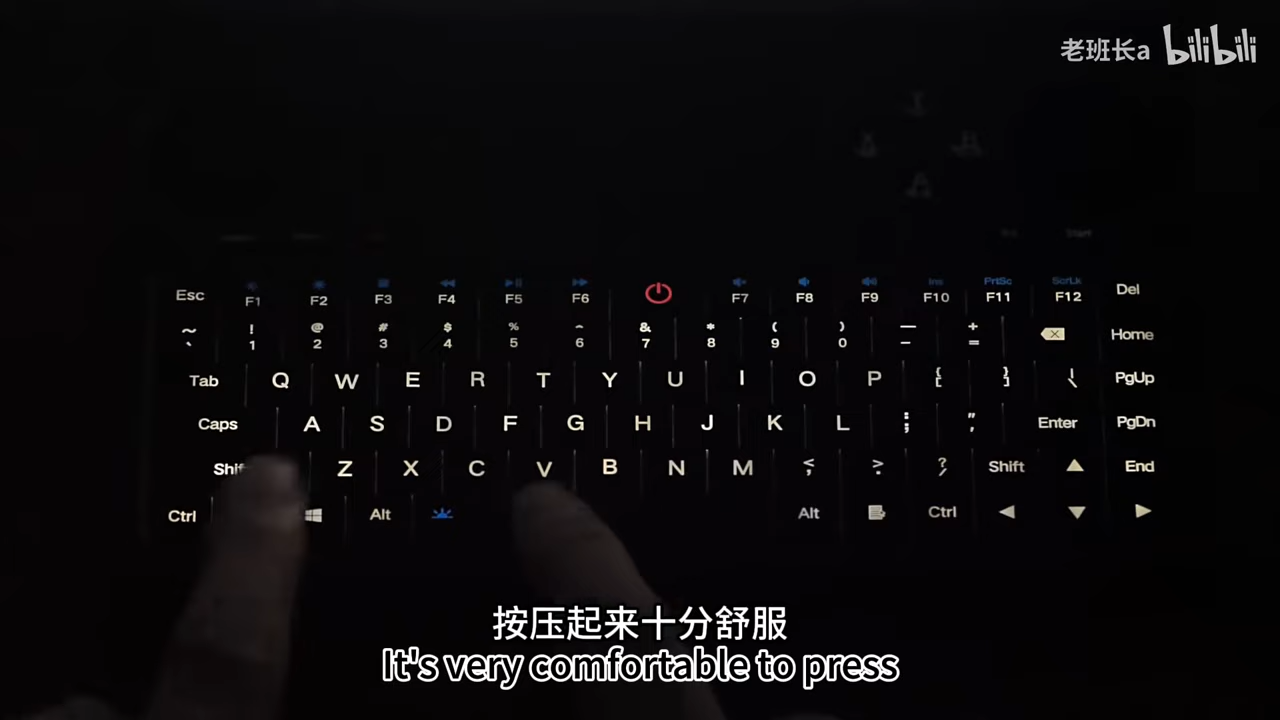 老班长a bilibili
Y
X B
A
Start
Ins PrtSc ScrLk
Esc F1 F2 F3 F4 F5 F6 F7 F8 F9 F10 F11 F12 Del
~ ! @ # $ % ^ & * ( ) — +
` 1 2 3 4 5 6 7 8 9 0 – = Home
Tab Q W E R T Y U I O P { } | PgUp
[ ] \
Caps A S D F G H J K L : " Enter PgDn
; '
Shift Z X C V B N M < > ? Shift End
, . /
Ctrl Alt Alt Ctrl
按压起来十分舒服
It's very comfortable to press